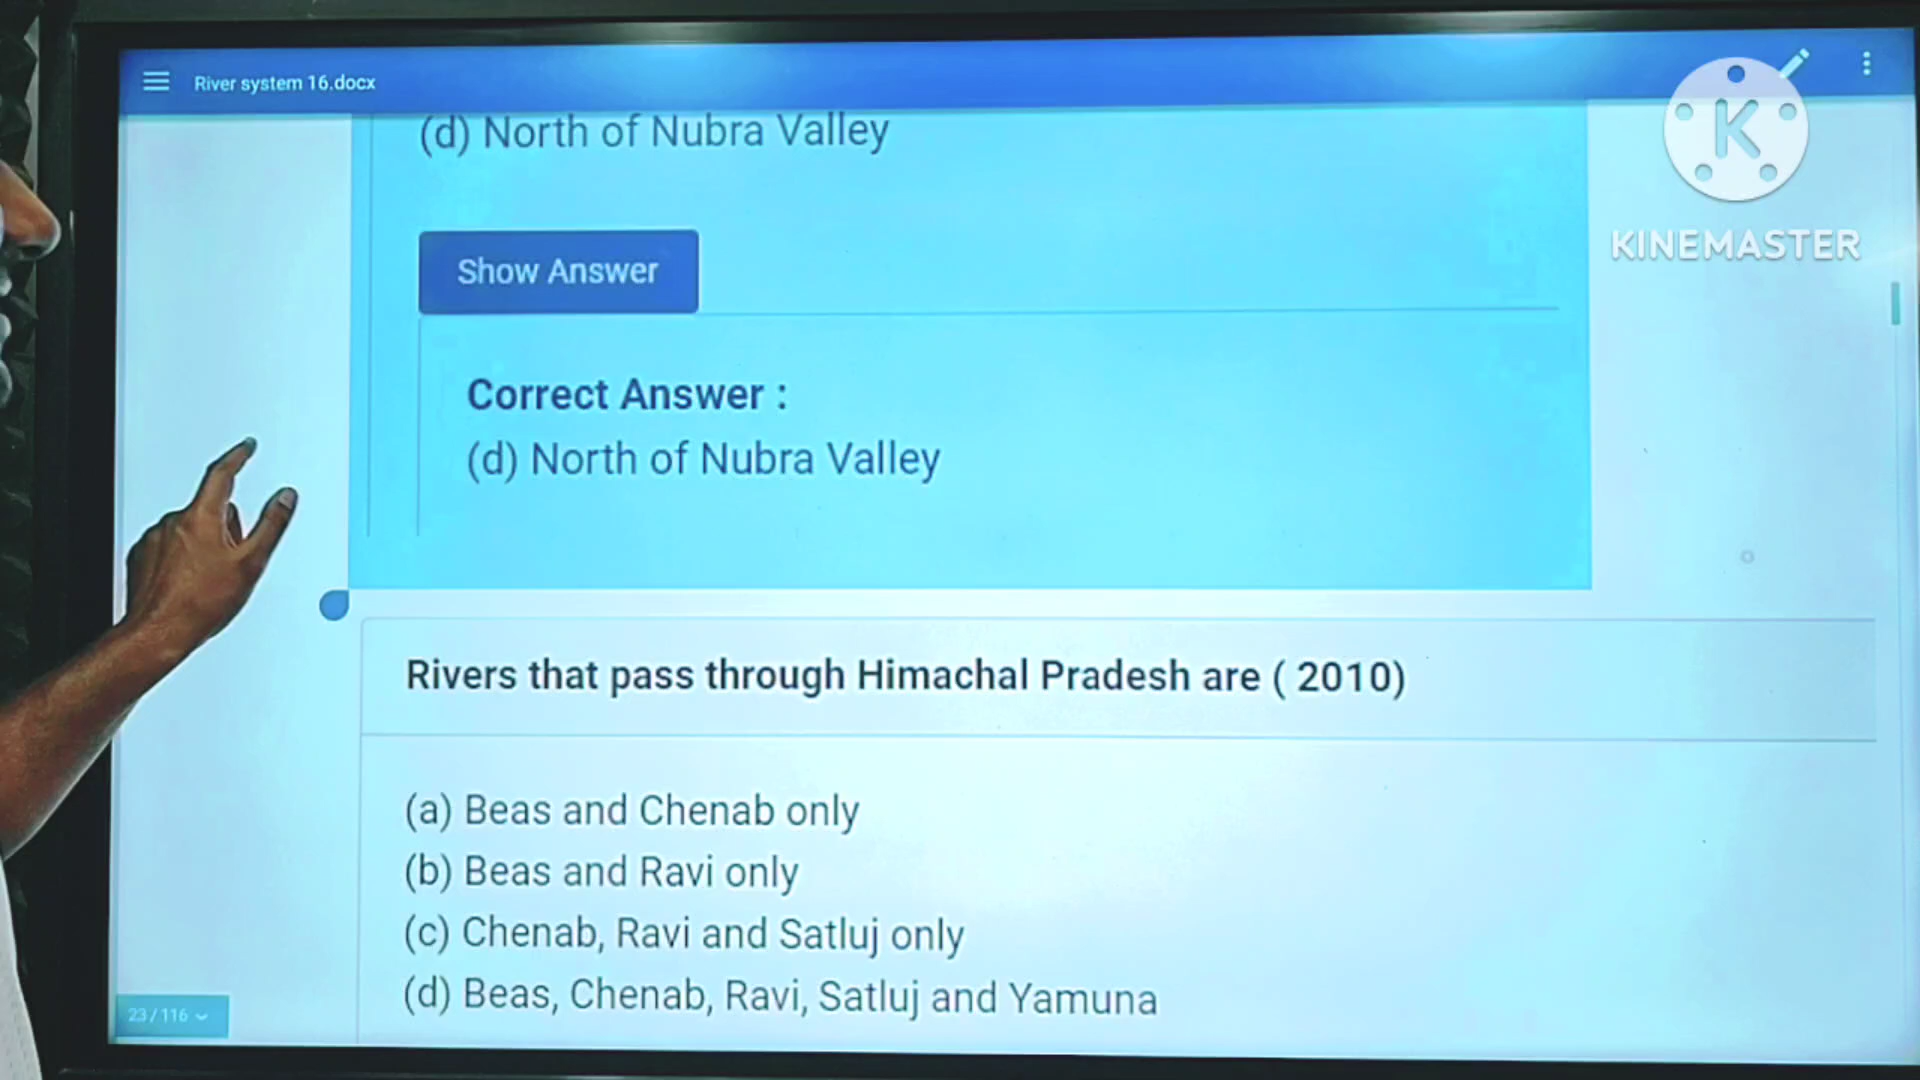 River system 16.docx
(d) North of Nubra Valley
K
KINEMASTER
Show Answer
Correct Answer :
(d) North of Nubra Valley
Rivers that pass through Himachal Pradesh are ( 2010)
(a) Beas and Chenab only
(b) Beas and Ravi only
(c) Chenab, Ravi and Satluj only
(d) Beas, Chenab, Ravi, Satluj and Yamuna
23 / 116